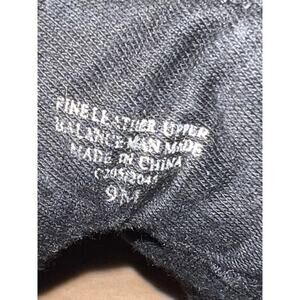 FINE LEATHER UPPER
BALANCE MAN MADE
MADE IN CHINA
9M